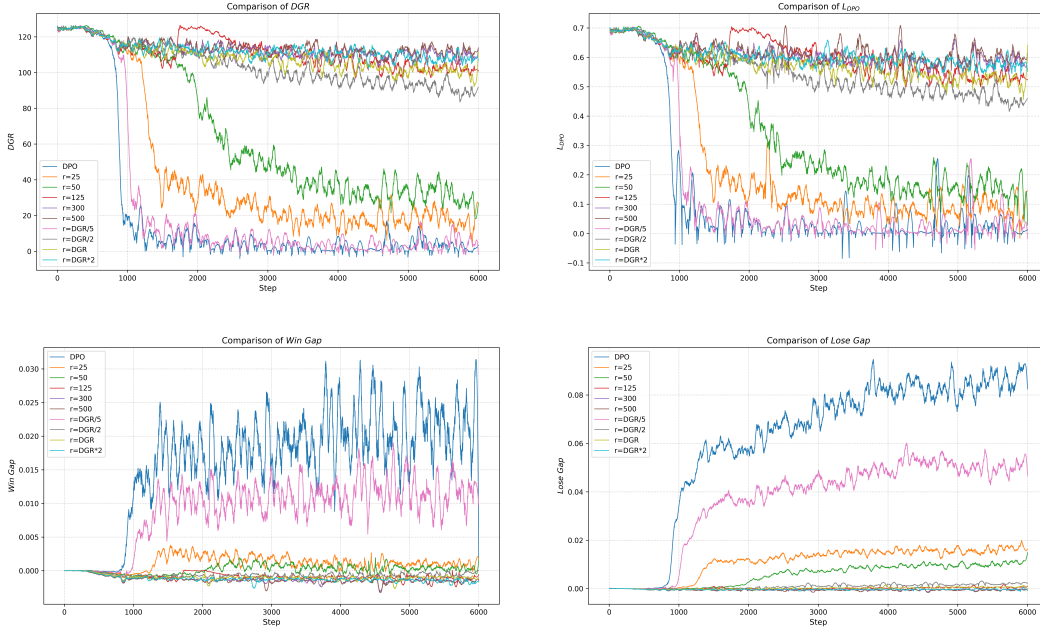 Comparison of DGR
DGR
120
100
80
60
40
20
0
DPO
r=25
r=50
r=125
r=300
r=500
r=DGR/5
r=DGR/2
r=DGR
r=DGR*2
0 1000 2000 3000 4000 5000 6000
Step
Comparison of L_DPO
L_DPO
0.7
0.6
0.5
0.4
0.3
0.2
0.1
0.0
−0.1
DPO
r=25
r=50
r=125
r=300
r=500
r=DGR/5
r=DGR/2
r=DGR
r=DGR*2
0 1000 2000 3000 4000 5000 6000
Step
Comparison of Win Gap
Win Gap
0.030
0.025
0.020
0.015
0.010
0.005
0.000
DPO
r=25
r=50
r=125
r=300
r=500
r=DGR/5
r=DGR/2
r=DGR
r=DGR*2
0 1000 2000 3000 4000 5000 6000
Step
Comparison of Lose Gap
Lose Gap
0.08
0.06
0.04
0.02
0.00
DPO
r=25
r=50
r=125
r=300
r=500
r=DGR/5
r=DGR/2
r=DGR
r=DGR*2
0 1000 2000 3000 4000 5000 6000
Step